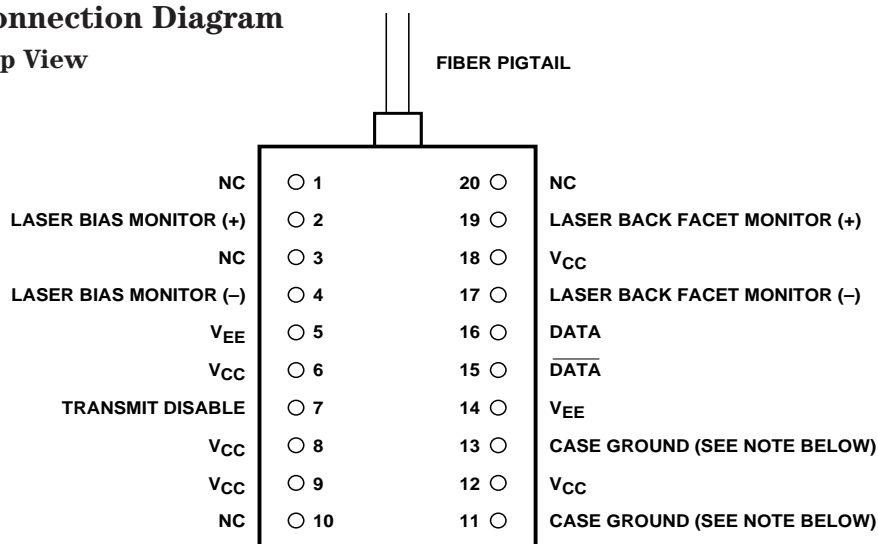 onnection Diagram
p View
FIBER PIGTAIL
NC 1 20 NC
LASER BIAS MONITOR (+) 2 19 LASER BACK FACET MONITOR (+)
NC 3 18 VCC
LASER BIAS MONITOR (–) 4 17 LASER BACK FACET MONITOR (–)
VEE 5 16 DATA
VCC 6 15 D̅A̅T̅A̅
TRANSMIT DISABLE 7 14 VEE
VCC 8 13 CASE GROUND (SEE NOTE BELOW)
VCC 9 12 VCC
NC 10 11 CASE GROUND (SEE NOTE BELOW)